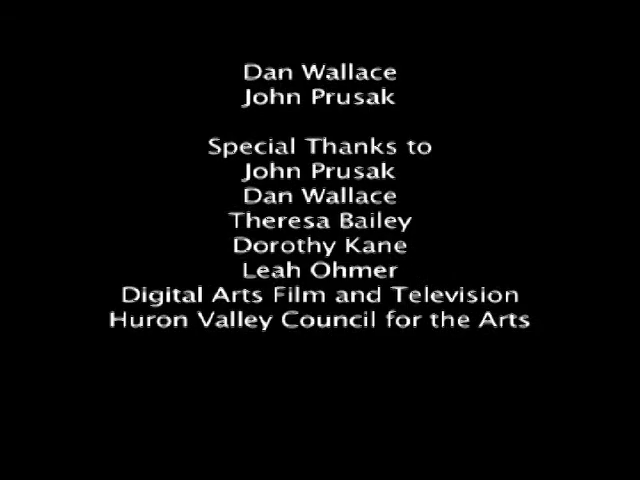 Dan Wallace
John Prusak
Special Thanks to
John Prusak
Dan Wallace
Theresa Bailey
Dorothy Kane
Leah Ohmer
Digital Arts Film and Television
Huron Valley Council for the Arts